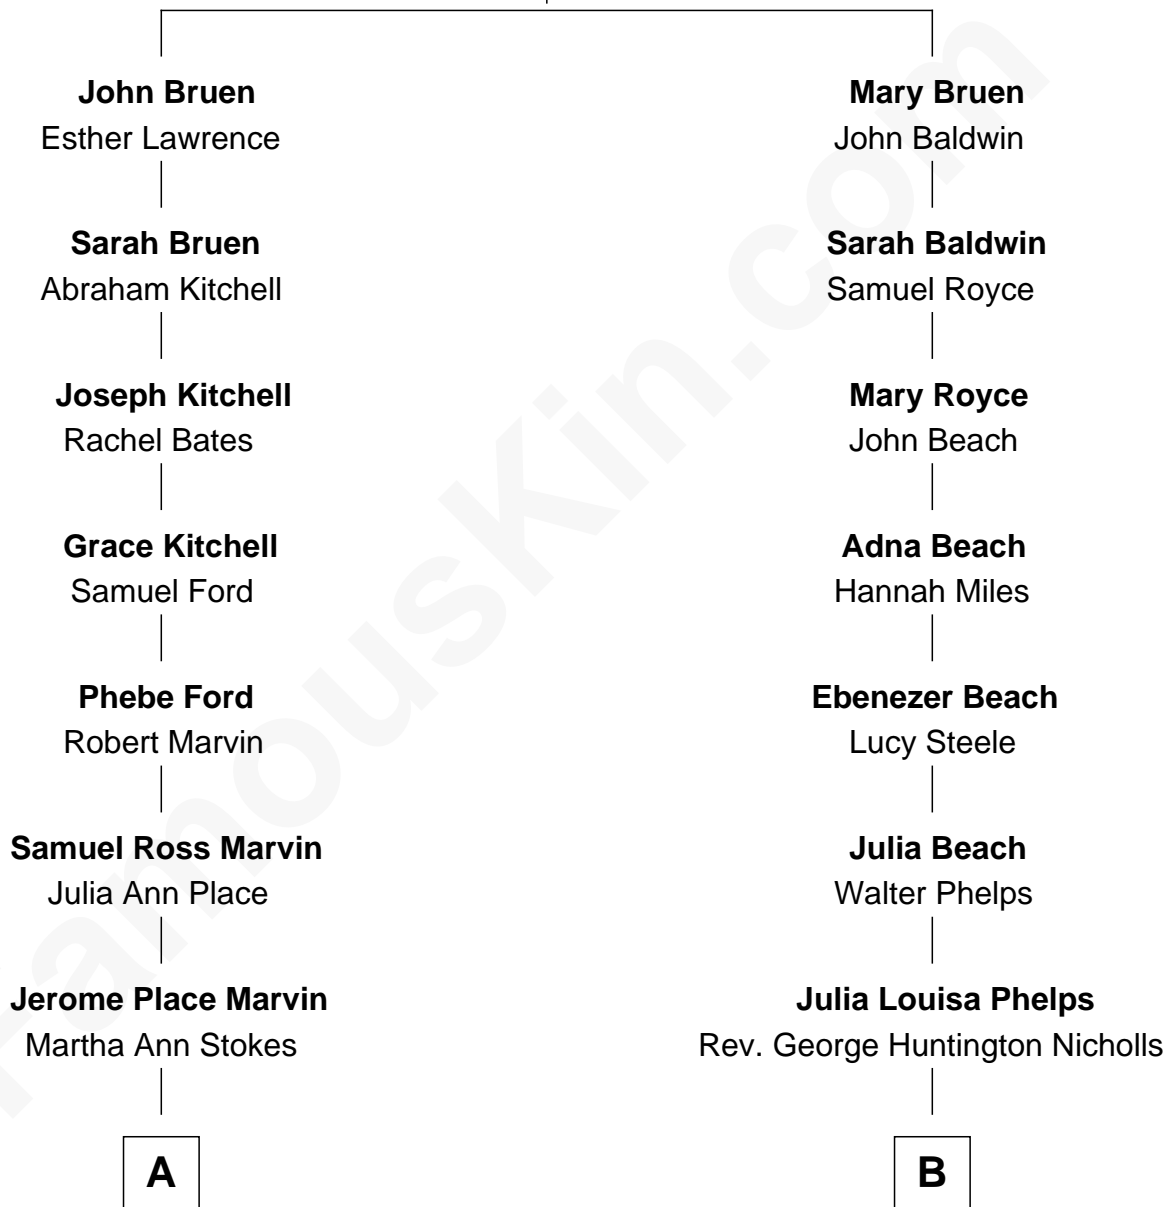 John Bruen
Esther Lawrence
Mary Bruen
John Baldwin
Sarah Bruen
Abraham Kitchell
Sarah Baldwin
Samuel Royce
Joseph Kitchell
Rachel Bates
Mary Royce
John Beach
Grace Kitchell
Samuel Ford
Adna Beach
Hannah Miles
Phebe Ford
Robert Marvin
Ebenezer Beach
Lucy Steele
Samuel Ross Marvin
Julia Ann Place
Julia Beach
Walter Phelps
Jerome Place Marvin
Martha Ann Stokes
Julia Louisa Phelps
Rev. George Huntington Nicholls
A
B
FamousKin.com